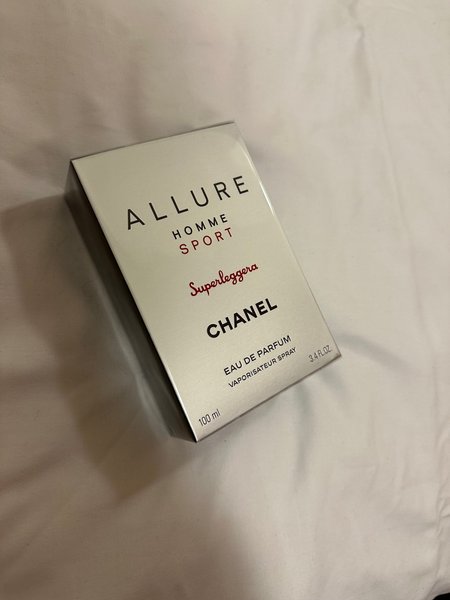 ALLURE
HOMME
SPORT
Superleggera
CHANEL
EAU DE PARFUM
VAPORISATEUR SPRAY
100 ml 3.4 FL.OZ.